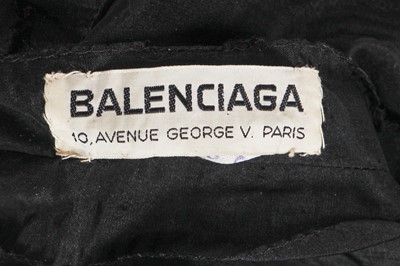 BALENCIAGA
10, AVENUE GEORGE V. PARIS